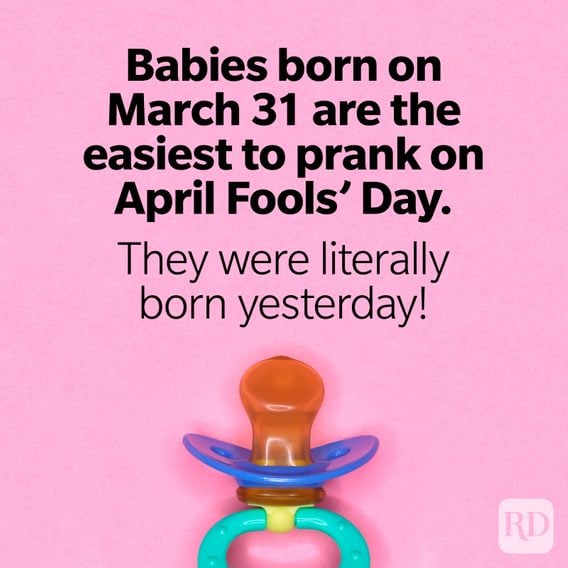 Babies born on
March 31 are the
easiest to prank on
April Fools’ Day.
They were literally
born yesterday!
RD